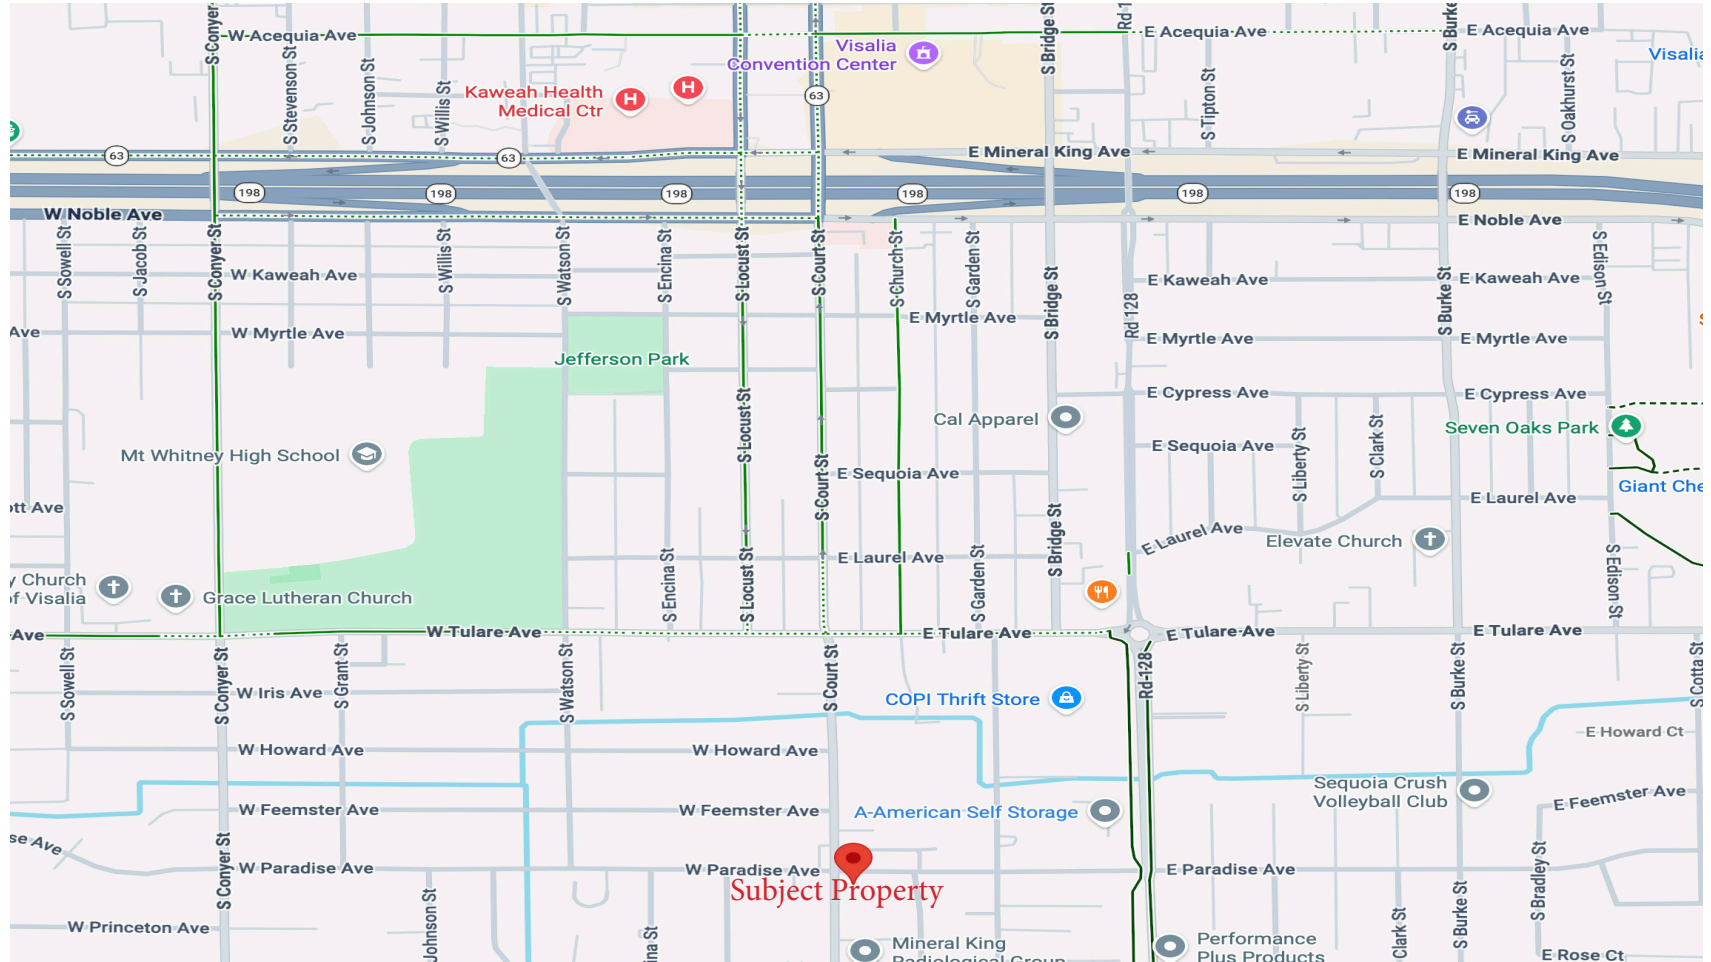 W Acequia Ave
E Acequia Ave
E Acequia Ave
S Conyer
S Stevenson St
S Johnson St
S Willis St
S Bridge St
Rd 1
S Burke
S Tipton St
S Oakhurst St
Visalia
Convention Center
Visalia
Kaweah Health
Medical Ctr
63
63
63
E Mineral King Ave
E Mineral King Ave
198
198
198
198
198
198
W Noble Ave
E Noble Ave
S Sowell St
S Jacob St
S Conyer St
S Willis St
S Watson St
S Encina St
S Locust St
S Court St
S Church St
S Garden St
S Bridge St
Rd 128
S Burke St
S Edison St
W Kaweah Ave
E Kaweah Ave
E Kaweah Ave
E Myrtle Ave
Ave
W Myrtle Ave
E Myrtle Ave
E Myrtle Ave
Jefferson Park
E Cypress Ave
E Cypress Ave
S Locust St
Cal Apparel
Seven Oaks Park
Mt Whitney High School
E Sequoia Ave
S Liberty St
S Clark St
S Court St
E Sequoia Ave
Giant Che
E Laurel Ave
ott Ave
S Bridge St
E Laurel Ave
Elevate Church
E Laurel Ave
S Encina St
S Locust St
S Garden St
S Edison St
y Church
of Visalia
Grace Lutheran Church
Ave
W Tulare Ave
E Tulare Ave
E Tulare Ave
E Tulare Ave
S Sowell St
S Conyer St
S Grant St
S Watson St
S Court St
Rd 128
S Liberty St
S Burke St
S Cotta St
W Iris Ave
COPI Thrift Store
E Howard Ct
W Howard Ave
W Howard Ave
Sequoia Crush
Volleyball Club
E Feemster Ave
W Feemster Ave
W Feemster Ave
A-American Self Storage
se Ave
S Conyer St
W Paradise Ave
W Paradise Ave
E Paradise Ave
S Bradley St
Subject Property
Johnson St
ina St
Clark St
S Burke St
W Princeton Ave
Mineral King
Radiological Group
Performance
Plus Products
E Rose Ct